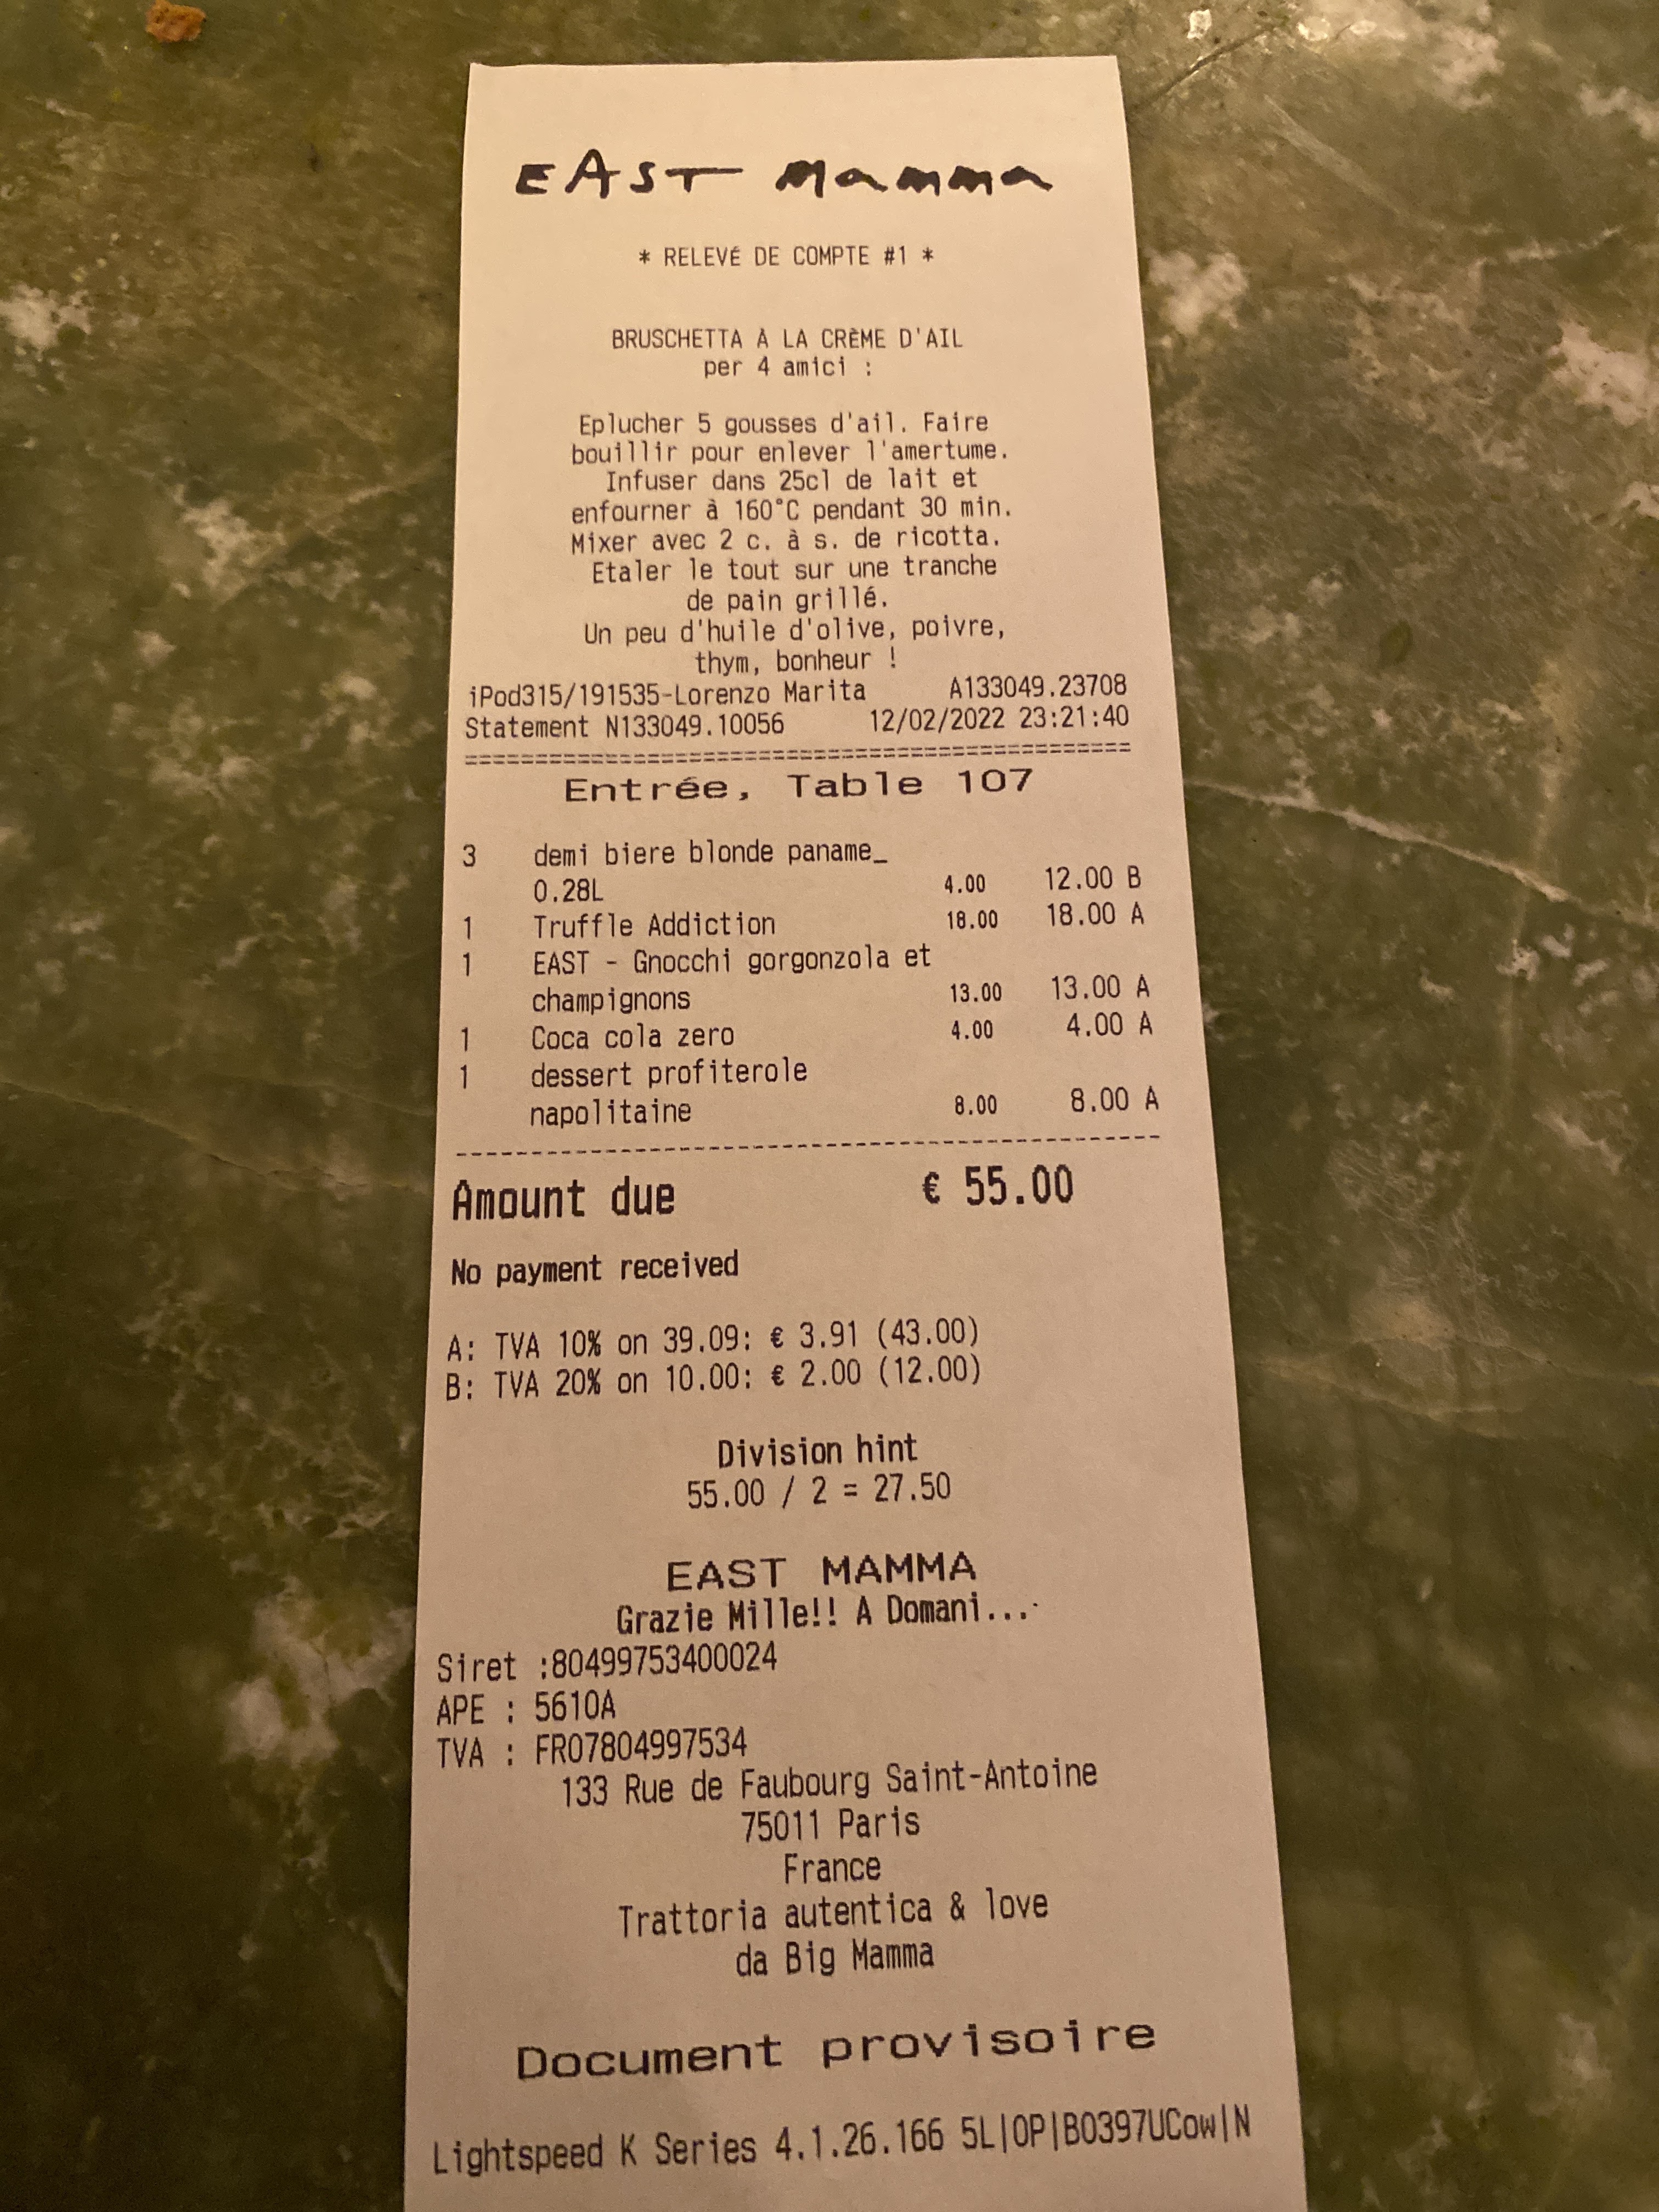 EAST Mamma
* RELEVÉ DE COMPTE #1 *
BRUSCHETTA À LA CRÈME D'AIL
per 4 amici :
Eplucher 5 gousses d'ail. Faire
bouillir pour enlever l'amertume.
Infuser dans 25cl de lait et
enfourner à 160°C pendant 30 min.
Mixer avec 2 c. à s. de ricotta.
Etaler le tout sur une tranche
de pain grillé.
Un peu d'huile d'olive, poivre,
thym, bonheur !
iPod315/191535-Lorenzo Marita A133049.23708
Statement N133049.10056 12/02/2022 23:21:40
Entrée, Table 107
3 demi biere blonde paname_
0.28L 4.00 12.00 B
1 Truffle Addiction 18.00 18.00 A
1 EAST - Gnocchi gorgonzola et
champignons 13.00 13.00 A
1 Coca cola zero 4.00 4.00 A
1 dessert profiterole
napolitaine 8.00 8.00 A
Amount due € 55.00
No payment received
A: TVA 10% on 39.09: € 3.91 (43.00)
B: TVA 20% on 10.00: € 2.00 (12.00)
Division hint
55.00 / 2 = 27.50
EAST MAMMA
Grazie Mille!! A Domani...
Siret :80499753400024
APE : 5610A
TVA : FR07804997534
133 Rue de Faubourg Saint-Antoine
75011 Paris
France
Trattoria autentica & love
da Big Mamma
Document provisoire
Lightspeed K Series 4.1.26.166 5L|OP|B0397UCow|N